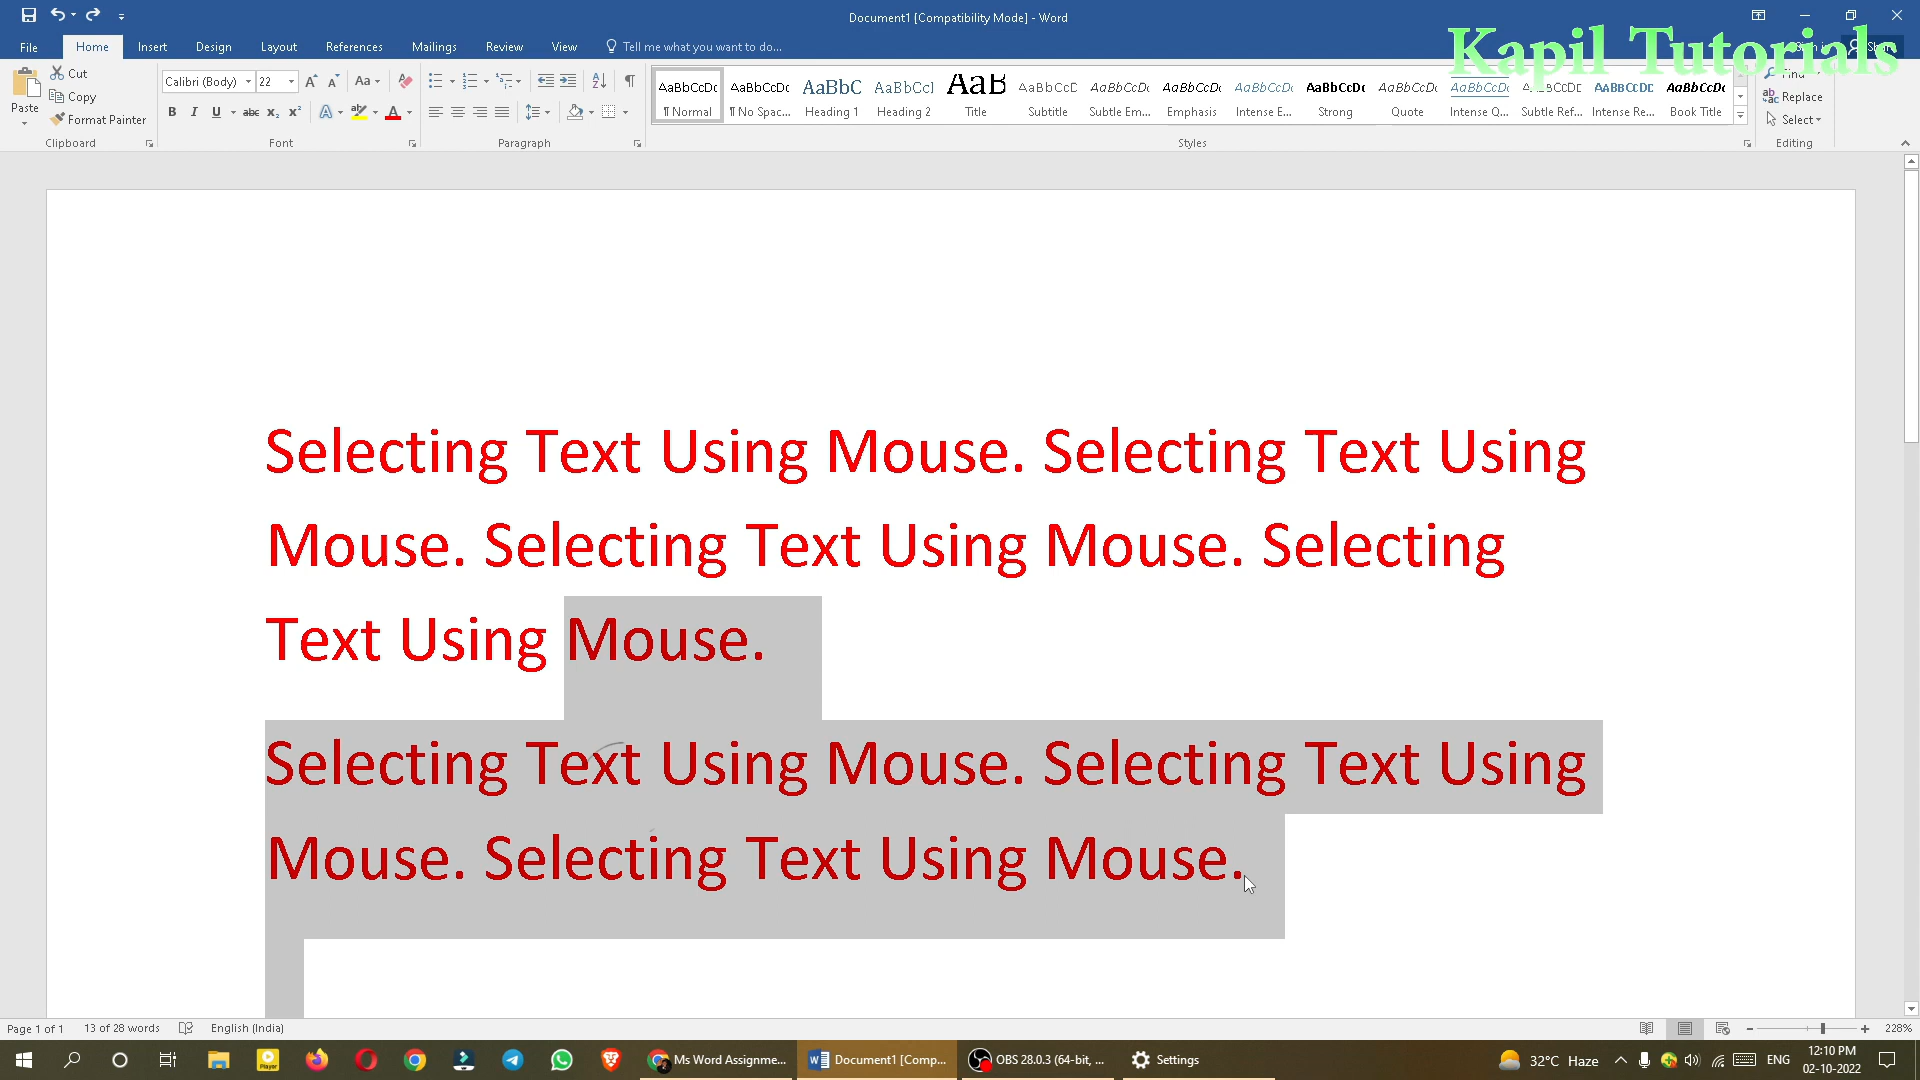 Document1 [Compatibility Mode] - Word
Kapil Tutorials
File Home Insert Design Layout References Mailings Review View Tell me what you want to do...
Cut
Copy
Format Painter
Paste
Calibri (Body) 22
AaBbCcDc AaBbCcDc AaBbC AaBbCcI AaB AaBbCcC AaBbCcDc AaBbCcDc AaBbCcDc AaBbCcDc AaBbCcDc AaBbCcDc AaBbCcDc AaBbCcDc AaBbCcDc
¶ Normal ¶ No Spac... Heading 1 Heading 2 Title Subtitle Subtle Em... Emphasis Intense E... Strong Quote Intense Q... Subtle Ref... Intense Re... Book Title
Find
Replace
Select
Clipboard Font Paragraph Styles Editing
Selecting Text Using Mouse. Selecting Text Using
Mouse. Selecting Text Using Mouse. Selecting
Text Using Mouse.
Selecting Text Using Mouse. Selecting Text Using
Mouse. Selecting Text Using Mouse.
Page 1 of 1 13 of 28 words English (India) 228%
Ms Word Assignme... Document1 [Comp... OBS 28.0.3 (64-bit, ... Settings 32°C Haze ENG 12:10 PM
02-10-2022